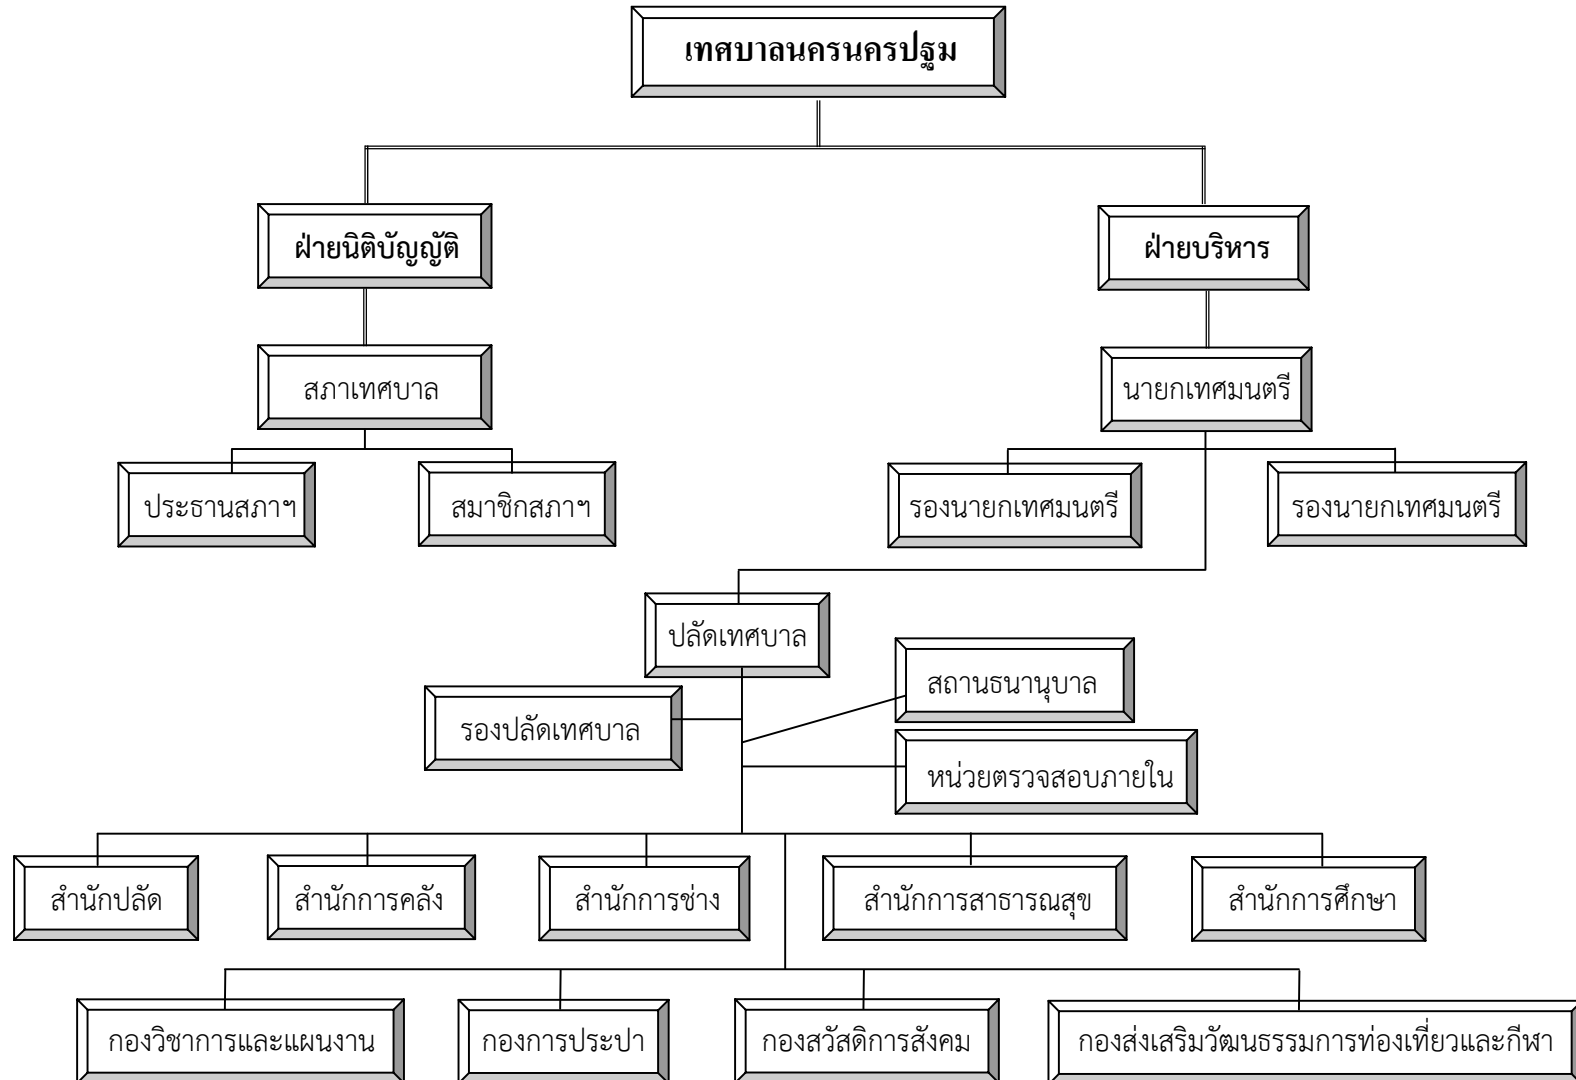 เทศบาลนครนครปฐม
ฝ่ายนิติบัญญัติ
ฝ่ายบริหาร
สภาเทศบาล
นายกเทศมนตรี
ประธานสภาฯ
สมาชิกสภาฯ
รองนายกเทศมนตรี
รองนายกเทศมนตรี
ปลัดเทศบาล
สถานธนานุบาล
รองปลัดเทศบาล
หน่วยตรวจสอบภายใน
สำนักปลัด
สำนักการคลัง
สำนักการช่าง
สำนักการสาธารณสุข
สำนักการศึกษา
กองวิชาการและแผนงาน
กองการประปา
กองสวัสดิการสังคม
กองส่งเสริมวัฒนธรรมการท่องเที่ยวและกีฬา